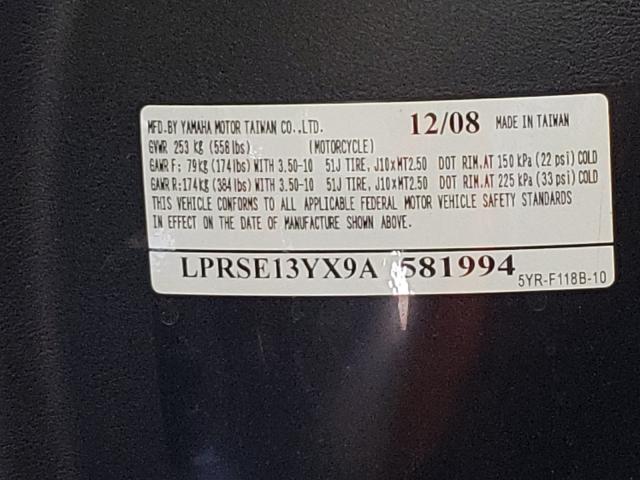 MFD.BY YAMAHA MOTOR TAIWAN CO.,LTD. 12/08 MADE IN TAIWAN
GVWR 253 kg (556 lbs) (MOTORCYCLE)
GAWR F: 79 kg (174 lbs) WITH 3.50-10 51J TIRE, J10xMT2.50 DOT RIM.AT 150 kPa (22 psi) COLD
GAWR R: 174 kg (384 lbs) WITH 3.50-10 51J TIRE, J10xMT2.50 DOT RIM.AT 225 kPa (33 psi) COLD
THIS VEHICLE CONFORMS TO ALL APPLICABLE FEDERAL MOTOR VEHICLE SAFETY STANDARDS
IN EFFECT ON THE DATE OF MANUFACTURE SHOWN ABOVE.
LPRSE13YX9A 581994 5YR-F118B-10